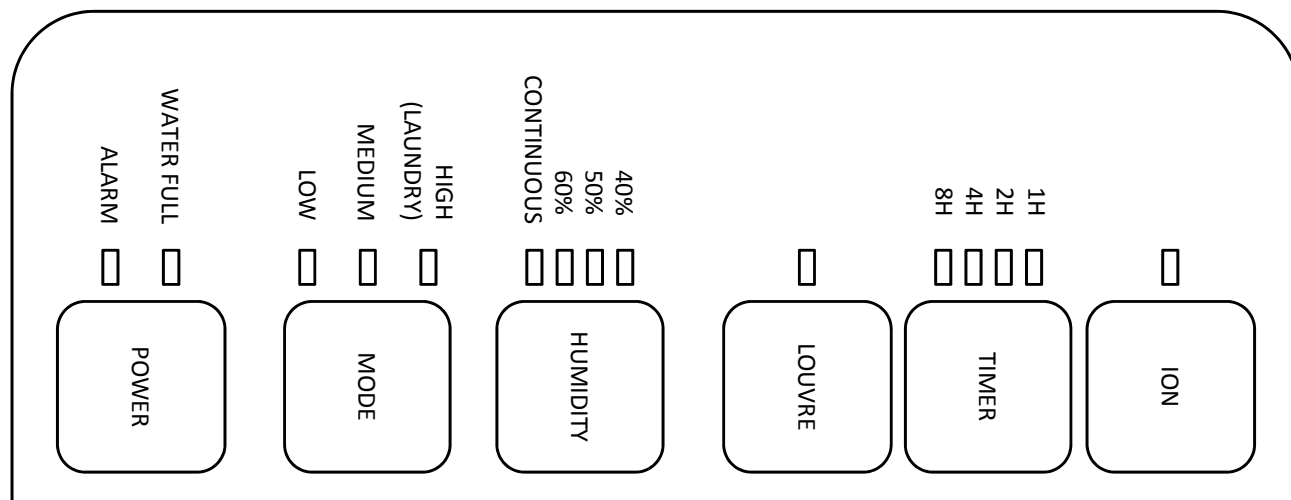 ALARM
WATER FULL
POWER
LOW
MEDIUM
HIGH
(LAUNDRY)
MODE
CONTINUOUS
60%
50%
40%
HUMIDITY
LOUVRE
8H
4H
2H
1H
TIMER
ION